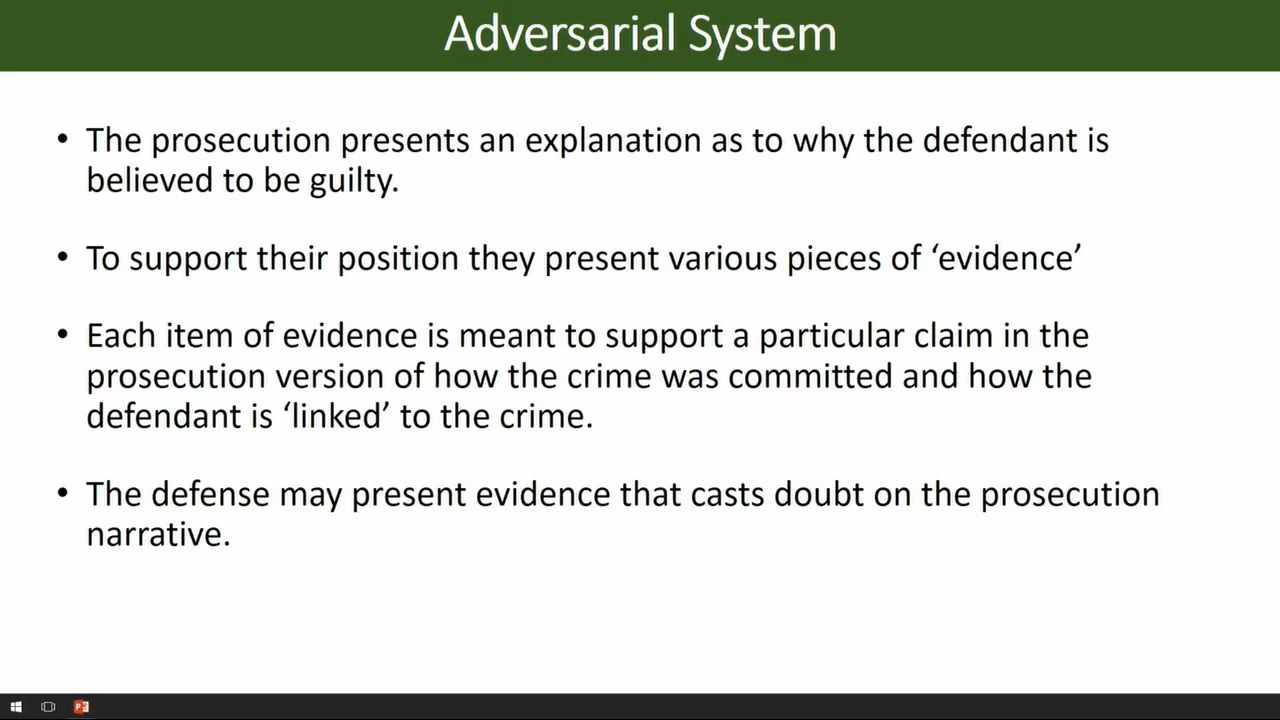 Adversarial System
• The prosecution presents an explanation as to why the defendant is
believed to be guilty.
• To support their position they present various pieces of ‘evidence’
• Each item of evidence is meant to support a particular claim in the
prosecution version of how the crime was committed and how the
defendant is ‘linked’ to the crime.
• The defense may present evidence that casts doubt on the prosecution
narrative.